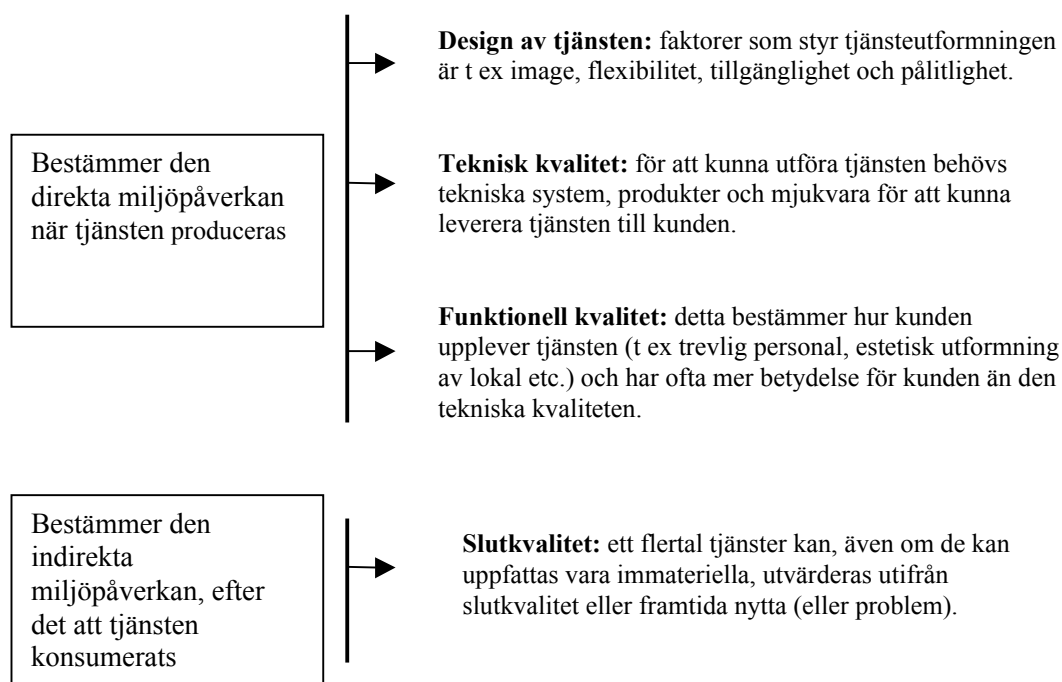 Design av tjänsten: faktorer som styr tjänsteutformningen
är t ex image, flexibilitet, tillgänglighet och pålitlighet.
Bestämmer den
direkta miljöpåverkan
när tjänsten produceras
Teknisk kvalitet: för att kunna utföra tjänsten behövs
tekniska system, produkter och mjukvara för att kunna
leverera tjänsten till kunden.
Funktionell kvalitet: detta bestämmer hur kunden
upplever tjänsten (t ex trevlig personal, estetisk utformning
av lokal etc.) och har ofta mer betydelse för kunden än den
tekniska kvaliteten.
Bestämmer den
indirekta
miljöpåverkan, efter
det att tjänsten
konsumerats
Slutkvalitet: ett flertal tjänster kan, även om de kan
uppfattas vara immateriella, utvärderas utifrån
slutkvalitet eller framtida nytta (eller problem).